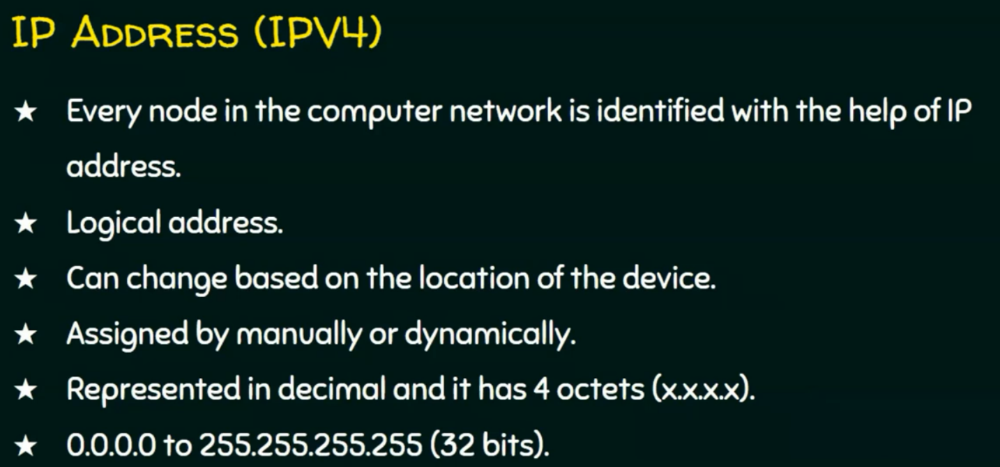 IP ADDRESS (IPV4)
★ Every node in the computer network is identified with the help of IP
address.
★ Logical address.
★ Can change based on the location of the device.
★ Assigned by manually or dynamically.
★ Represented in decimal and it has 4 octets (x.x.x.x).
★ 0.0.0.0 to 255.255.255.255 (32 bits).